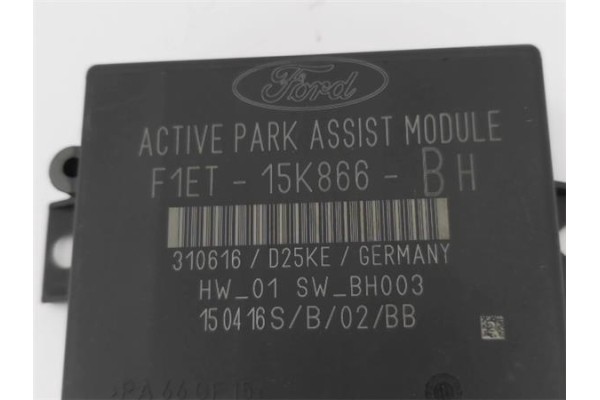 Ford
ACTIVE PARK ASSIST MODULE
F1ET - 15K866 - BH
310616 / D25KE / GERMANY
HW_01 SW_BH003
150416S/B/02/BB